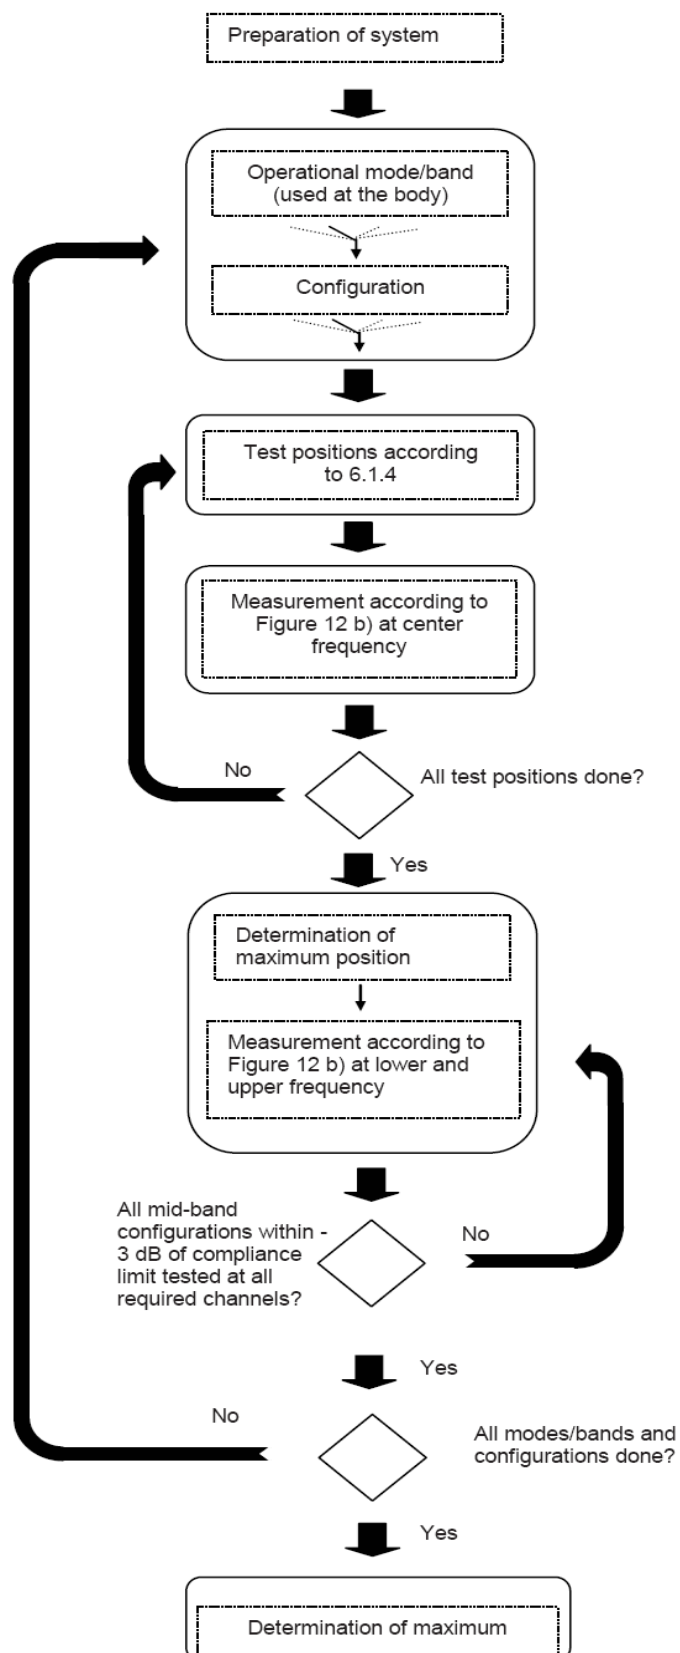 Preparation of system
Operational mode/band
(used at the body)
Configuration
Test positions according
to 6.1.4
Measurement according to
Figure 12 b) at center
frequency
No
All test positions done?
Yes
Determination of
maximum position
Measurement according to
Figure 12 b) at lower and
upper frequency
All mid-band
configurations within -
3 dB of compliance
limit tested at all
required channels?
No
Yes
No
All modes/bands and
configurations done?
Yes
Determination of maximum